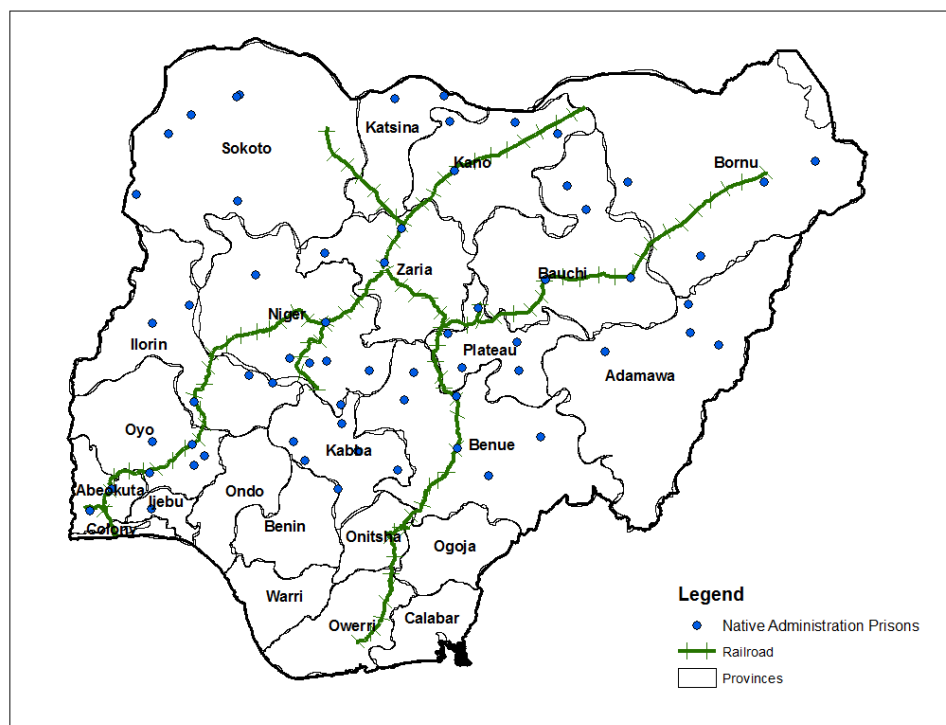 Katsina
Sokoto
Kano
Bornu
Zaria
Bauchi
Niger
Ilorin
Plateau
Adamawa
Oyo
Benue
Kabba
Abeokuta
Ondo
Ijebu
Colony
Benin
Onitsha
Ogoja
Warri
Owerri
Calabar
Legend
Native Administration Prisons
Railroad
Provinces